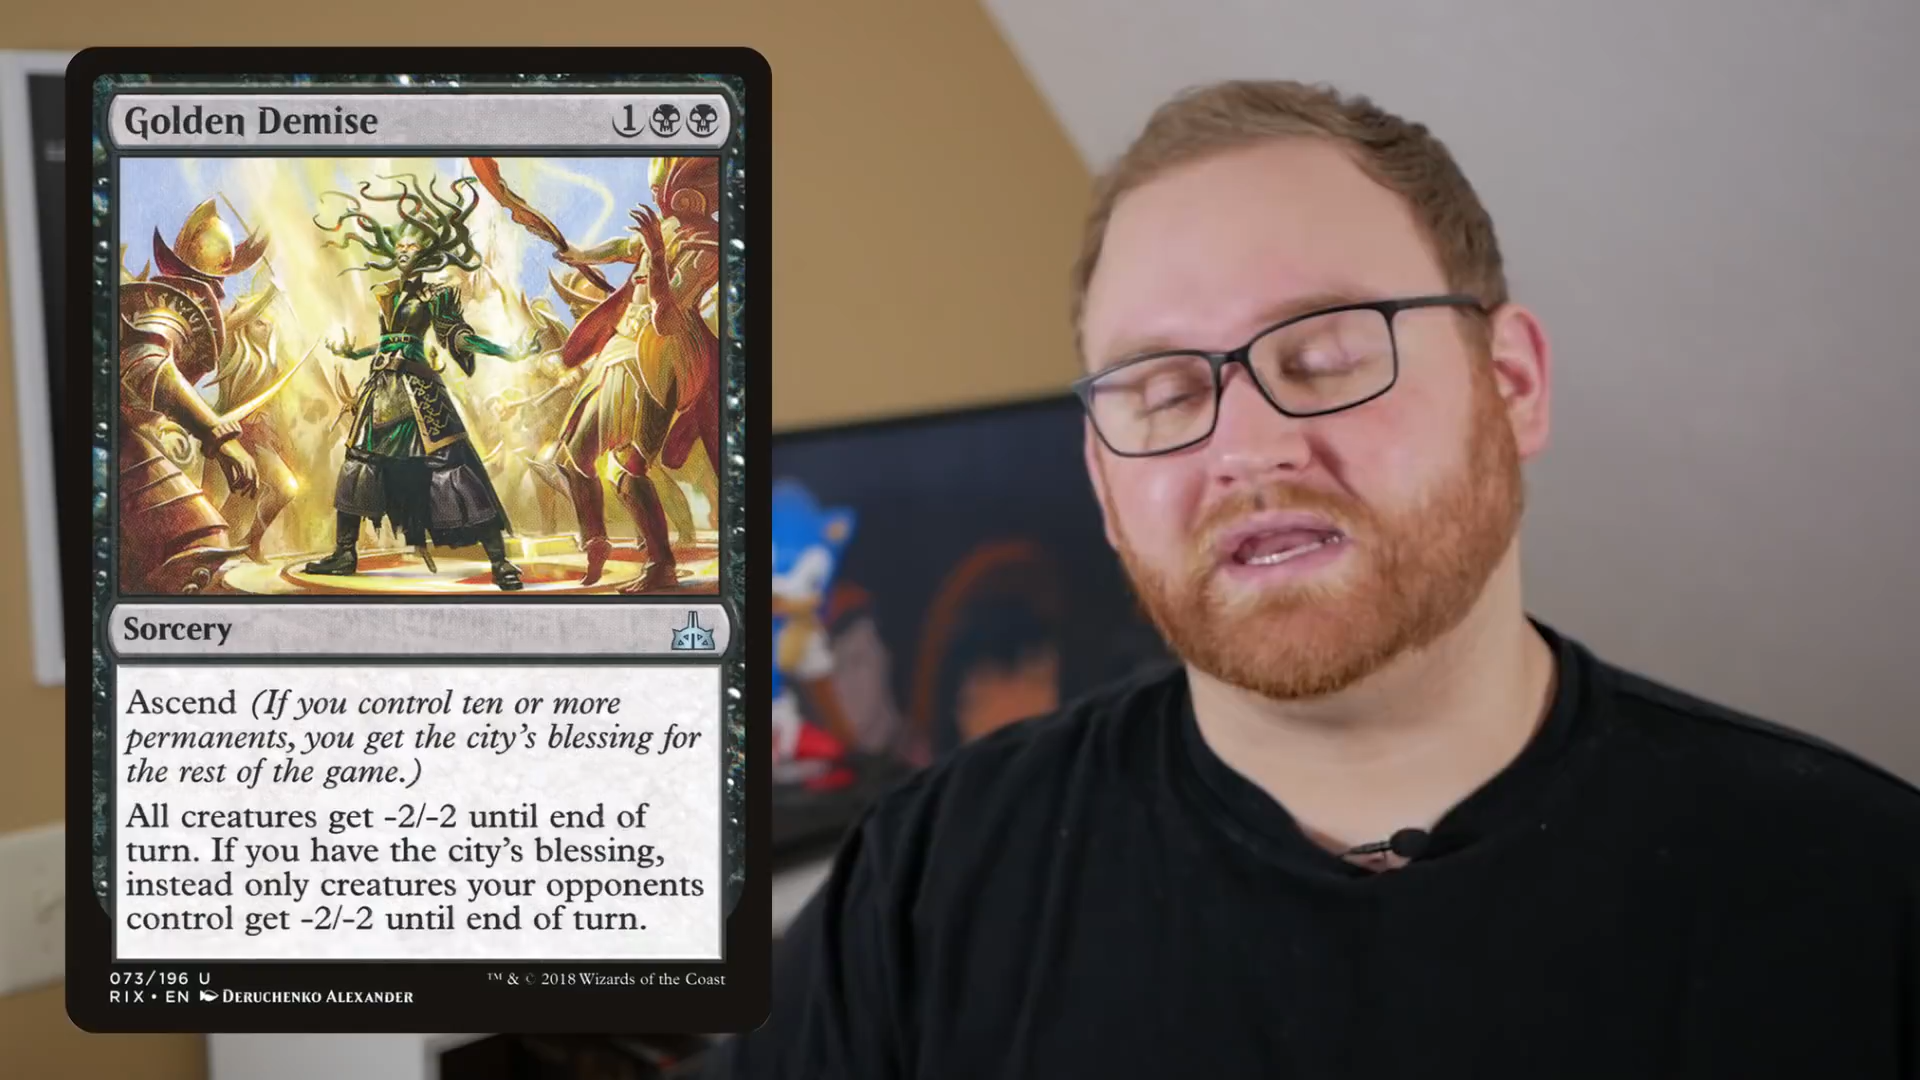 Golden Demise 1
Sorcery
Ascend (If you control ten or more
permanents, you get the city's blessing for
the rest of the game.)
All creatures get -2/-2 until end of
turn. If you have the city's blessing,
instead only creatures your opponents
control get -2/-2 until end of turn.
073/196 U
™ & © 2018 Wizards of the Coast
RIX • EN Deruchenko Alexander